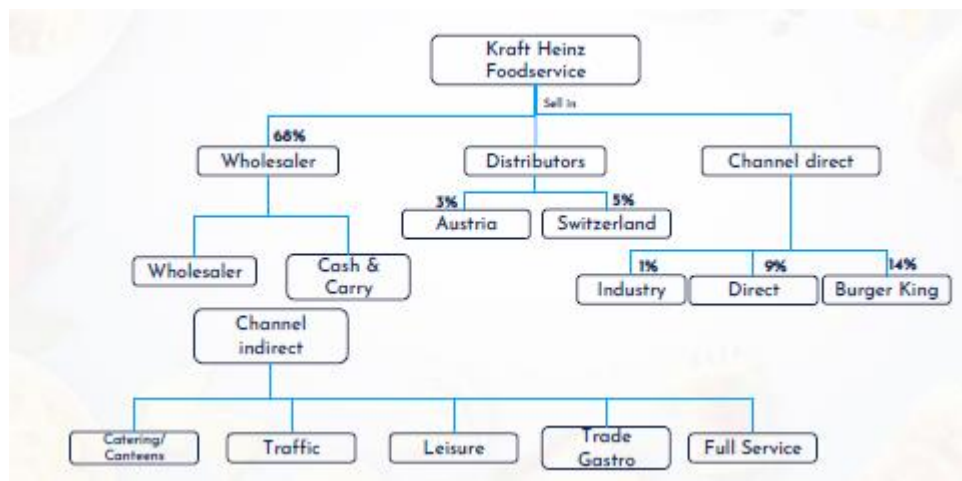 Kraft Heinz
Foodservice
Sell in
68%
Wholesaler
Distributors
Channel direct
3%
Austria
5%
Switzerland
Wholesaler
Cash &
Carry
1%
Industry
9%
Direct
14%
Burger King
Channel
indirect
Catering/
Canteens
Traffic
Leisure
Trade
Gastro
Full Service